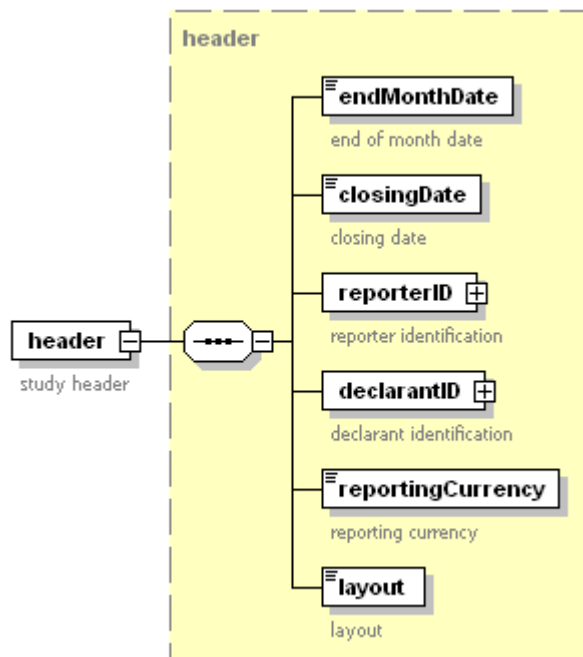 header
endMonthDate
end of month date
closingDate
closing date
reporterID
reporter identification
header
study header
declarantID
declarant identification
reportingCurrency
reporting currency
layout
layout